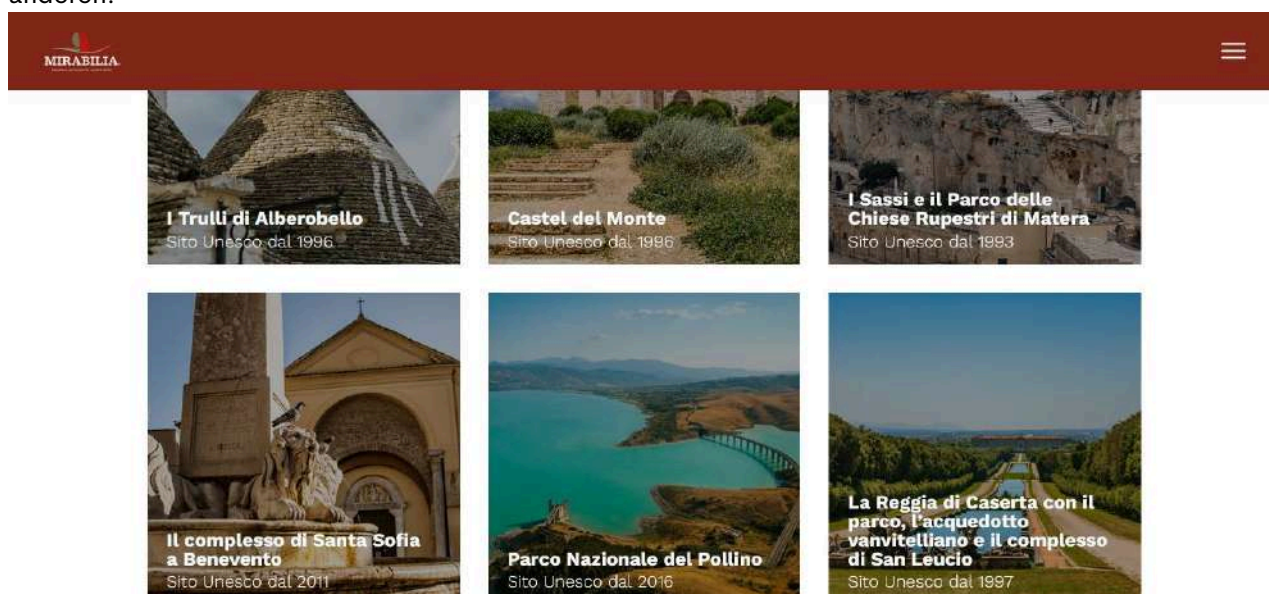 anderen.
MIRABILIA
I Trulli di Alberobello
Sito Unesco dal 1996
Castel del Monte
Sito Unesco dal 1996
I Sassi e il Parco delle
Chiese Rupestri di Matera
Sito Unesco dal 1993
Il complesso di Santa Sofia
a Benevento
Sito Unesco dal 2011
Parco Nazionale del Pollino
Sito Unesco dal 2016
La Reggia di Caserta con il
parco, l'acquedotto
vanvitelliano e il complesso
di San Leucio
Sito Unesco dal 1997